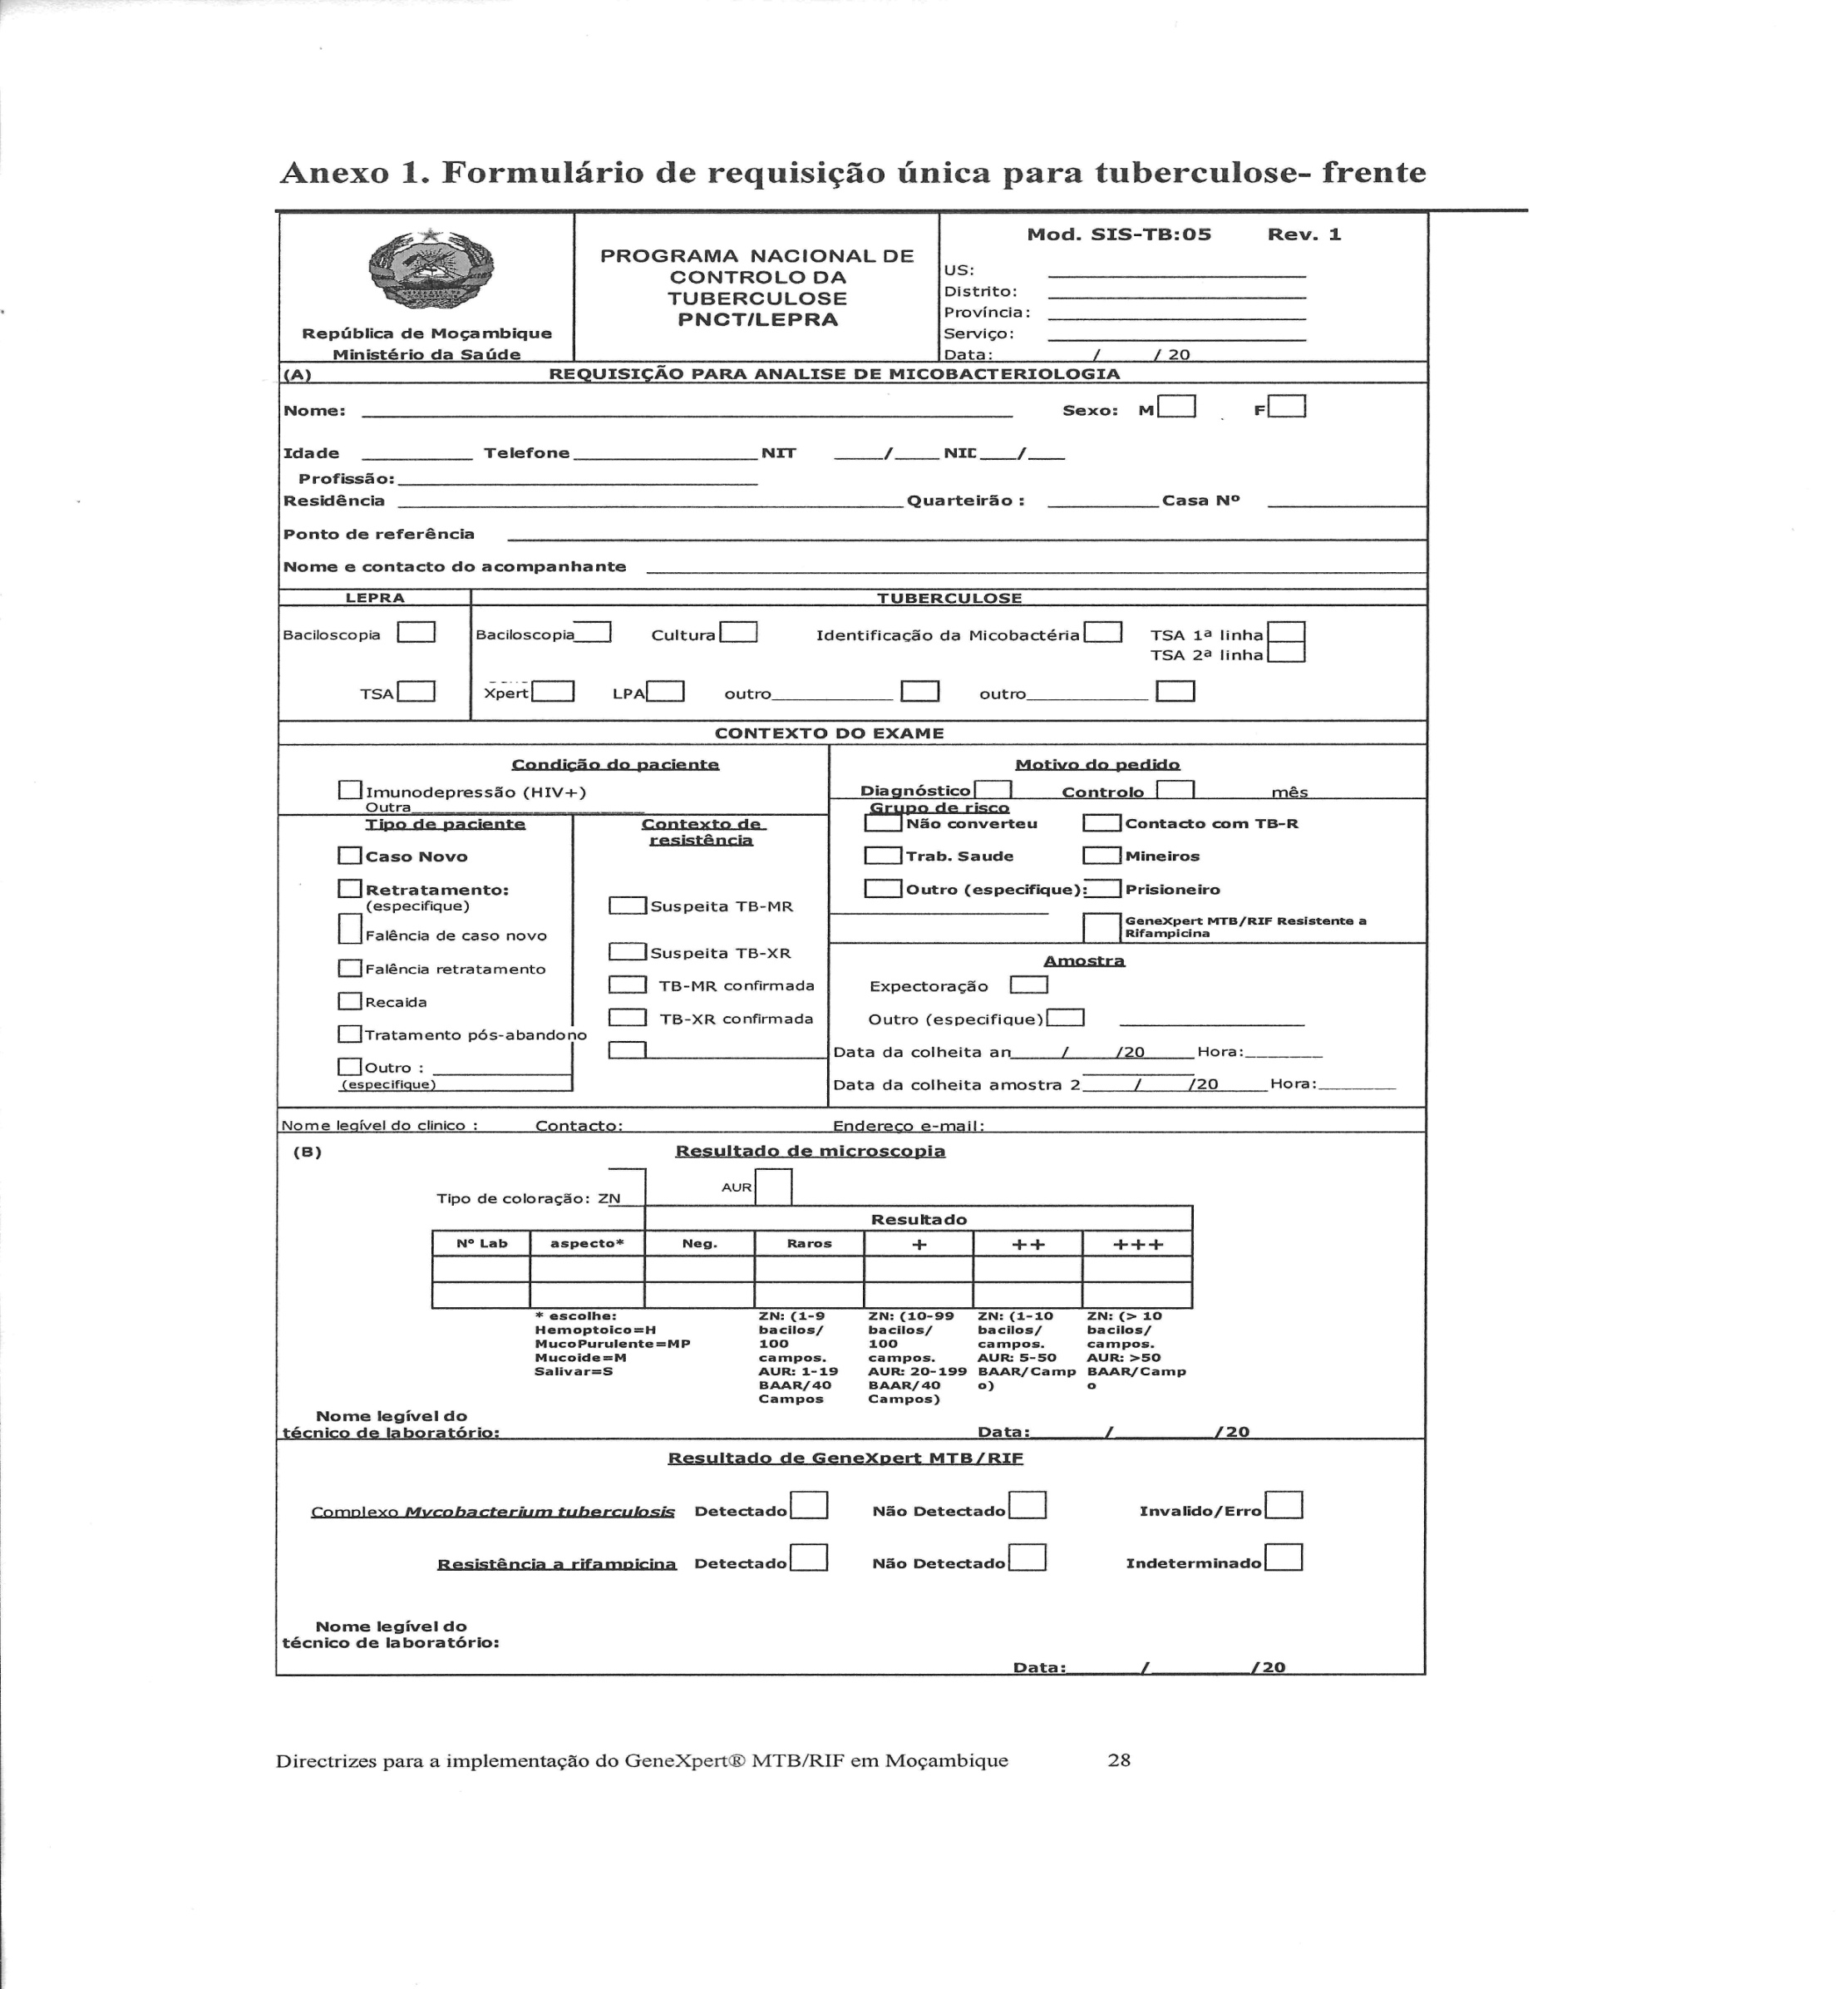 Anexo 1. Formulário de requisição única para tuberculose- frente
República de Moçambique
Ministério da Saúde
PROGRAMA NACIONAL DE
CONTROLO DA
TUBERCULOSE
PNCT/LEPRA
Mod. SIS-TB:05 Rev. 1
US:
Distrito:
Província:
Serviço:
Data: / / 20
(A) REQUISIÇÃO PARA ANALISE DE MICOBACTERIOLOGIA
Nome: Sexo: M F
Idade Telefone NIT / NID /
Profissão:
Residência Quarteirão : Casa Nº
Ponto de referência
Nome e contacto do acompanhante
LEPRA TUBERCULOSE
Baciloscopia Baciloscopia Cultura Identificação da Micobactéria TSA 1ª linha
TSA 2ª linha
TSA Xpert LPA outro outro
CONTEXTO DO EXAME
Condição do paciente
Imunodepressão (HIV+)
Outra
Tipo de paciente
Caso Novo
Retratamento:
(especifique)
Falência de caso novo
Falência retratamento
Recaida
Tratamento pós-abandono
Outro :
(especifique)
Contexto de
resistência
Suspeita TB-MR
Suspeita TB-XR
TB-MR confirmada
TB-XR confirmada
Motivo do pedido
Diagnóstico Controlo mês
Grupo de risco
Não converteu Contacto com TB-R
Trab. Saude Mineiros
Outro (especifique): Prisioneiro
GeneXpert MTB/RIF Resistente a
Rifampicina
Amostra
Expectoração
Outro (especifique)
Data da colheita an / /20 Hora:
Data da colheita amostra 2 / /20 Hora:
Nome legível do clinico : Contacto: Endereço e-mail:
(B) Resultado de microscopia
Tipo de coloração: ZN AUR
Resultado
Nº Lab aspecto* Neg. Raros + ++ +++
* escolhe:
Hemoptoico=H
MucoPurulente=MP
Mucoide=M
Salivar=S
ZN: (1-9
bacilos/
100
campos.
AUR: 1-19
BAAR/40
Campos
ZN: (10-99
bacilos/
100
campos.
AUR: 20-199
BAAR/40
Campos)
ZN: (1-10
bacilos/
campos.
AUR: 5-50
BAAR/Camp
o)
ZN: (> 10
bacilos/
campos.
AUR: >50
BAAR/Camp
o
Nome legível do
técnico de laboratório: Data: / /20
Resultado de GeneXpert MTB/RIF
Complexo Mycobacterium tuberculosis Detectado Não Detectado Invalido/Erro
Resistência a rifampicina Detectado Não Detectado Indeterminado
Nome legível do
técnico de laboratório:
Data: / /20
Directrizes para a implementação do GeneXpert® MTB/RIF em Moçambique 28